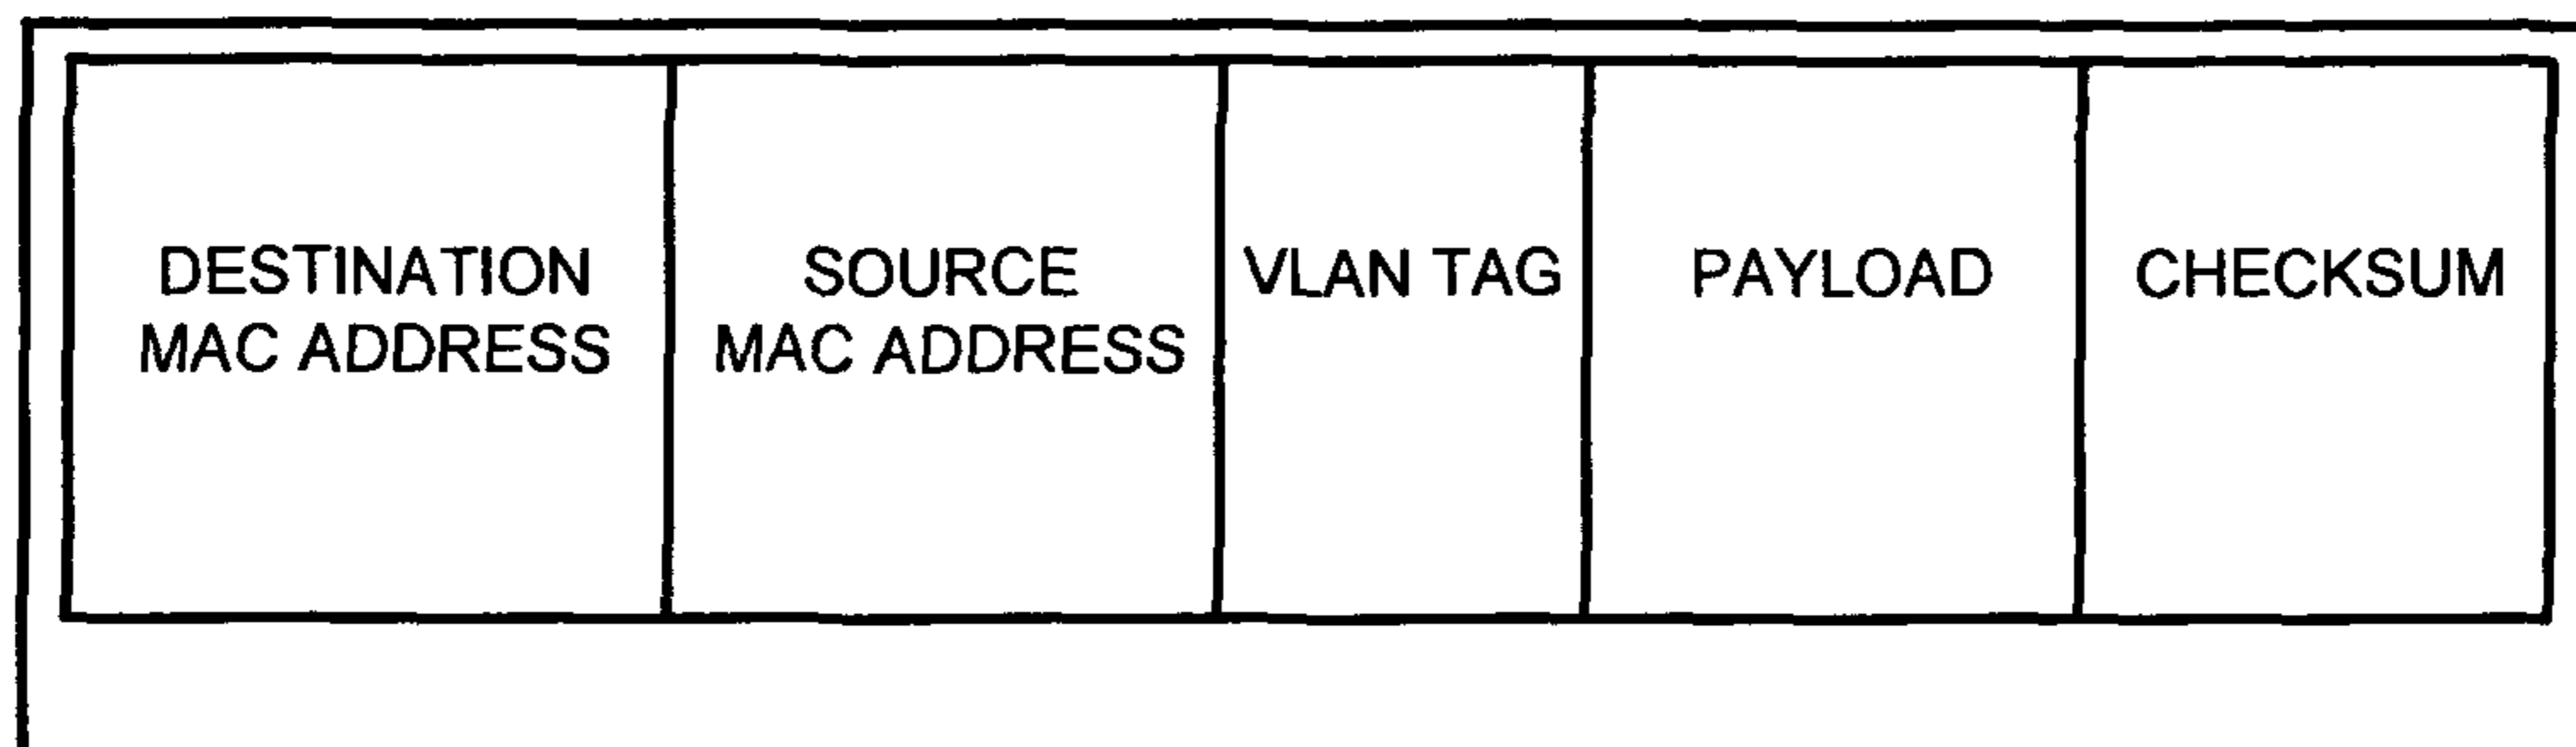 DESTINATION
MAC ADDRESS
SOURCE
MAC ADDRESS
VLAN TAG
PAYLOAD
CHECKSUM